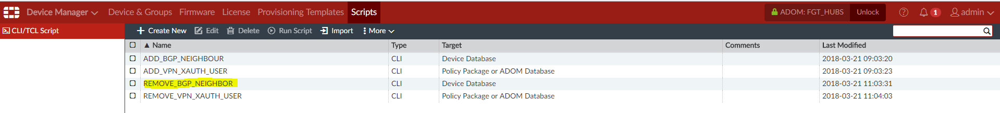 Device Manager Device & Groups Firmware License Provisioning Templates Scripts ADOM: FGT_HUBS Unlock ? 1 admin
CLI/TCL Script + Create New Edit Delete Run Script Import More
Name Type Target Comments Last Modified
ADD_BGP_NEIGHBOUR CLI Device Database 2018-03-21 09:03:20
ADD_VPN_XAUTH_USER CLI Policy Package or ADOM Database 2018-03-21 09:03:23
REMOVE_BGP_NEIGHBOR CLI Device Database 2018-03-21 11:03:31
REMOVE_VPN_XAUTH_USER CLI Policy Package or ADOM Database 2018-03-21 11:04:03